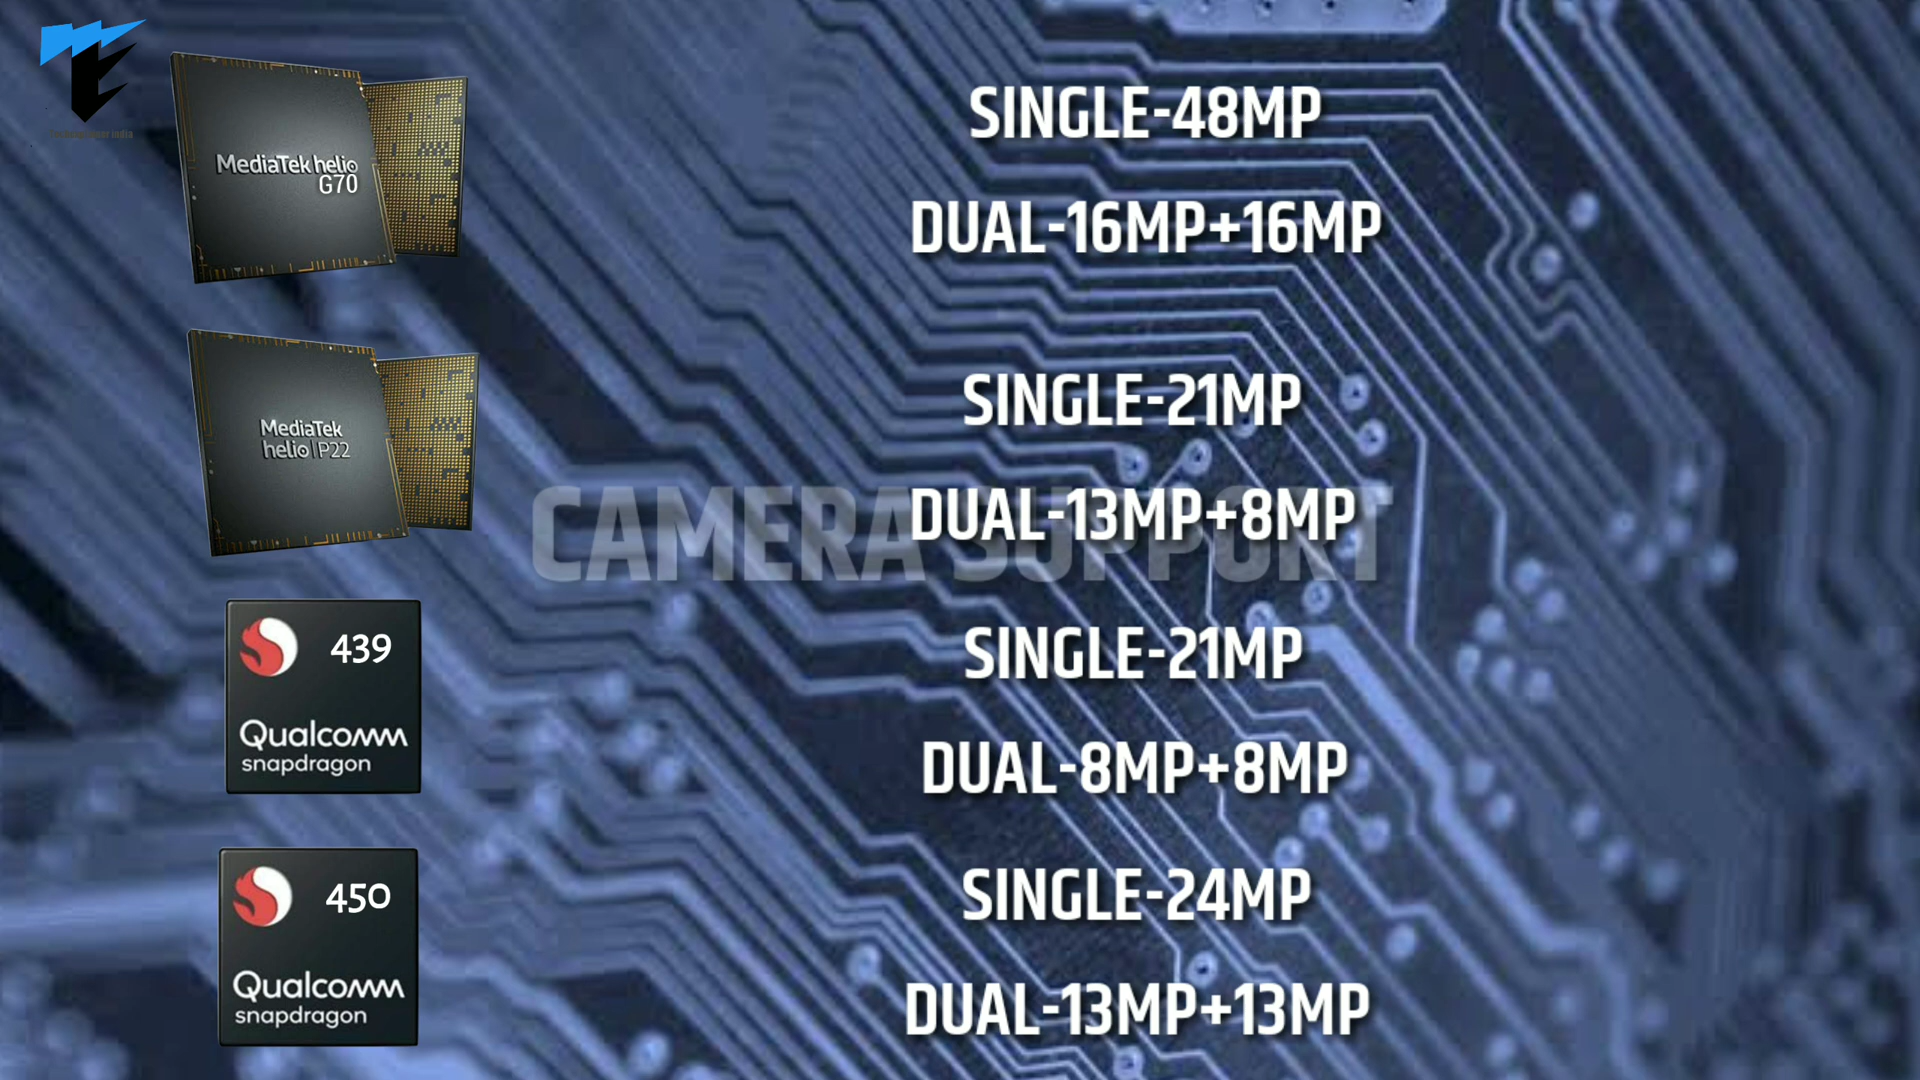 MediaTek helio
G70
SINGLE-48MP
DUAL-16MP+16MP
MediaTek
helio P22
SINGLE-21MP
DUAL-13MP+8MP
CAMERA SUPPORT
439
Qualcomm
snapdragon
SINGLE-21MP
DUAL-8MP+8MP
450
Qualcomm
snapdragon
SINGLE-24MP
DUAL-13MP+13MP